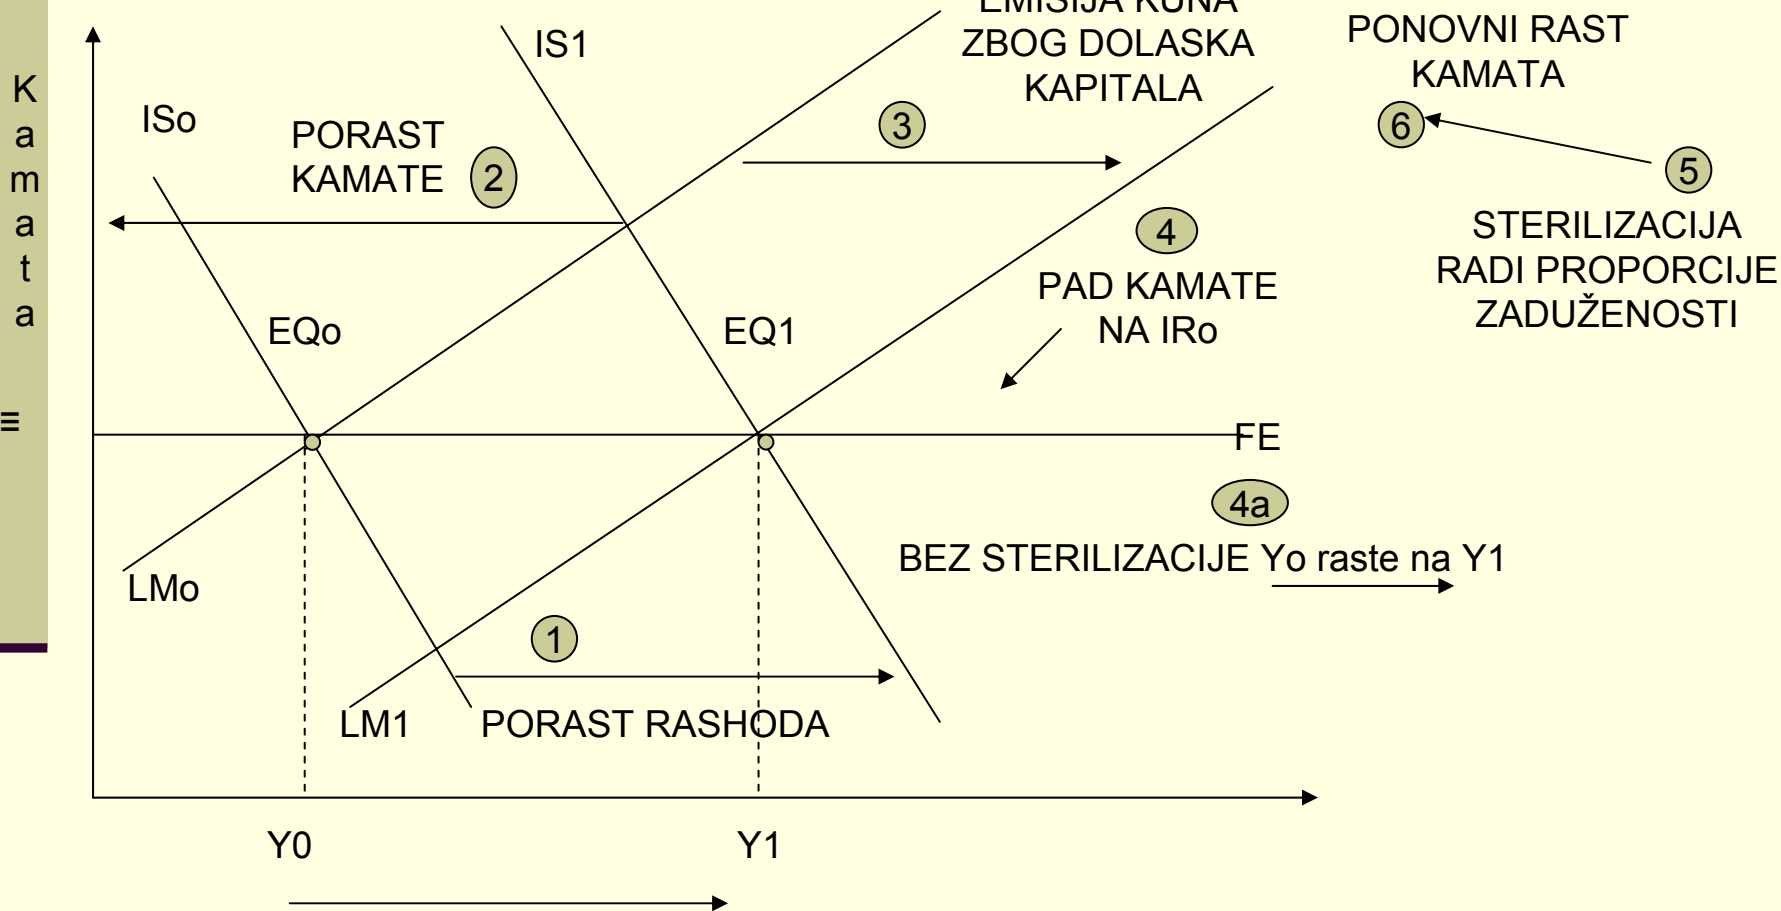 K
a
m
a
t
a
≡
ISo
IS1
PORAST
KAMATE
2
EMISIJA KUNA
ZBOG DOLASKA
KAPITALA
3
PONOVNI RAST
KAMATA
6
5
STERILIZACIJA
RADI PROPORCIJE
ZADUŽENOSTI
4
PAD KAMATE
NA IRo
EQo
EQ1
FE
4a
BEZ STERILIZACIJE Yo raste na Y1
LMo
1
LM1
PORAST RASHODA
Y0
Y1